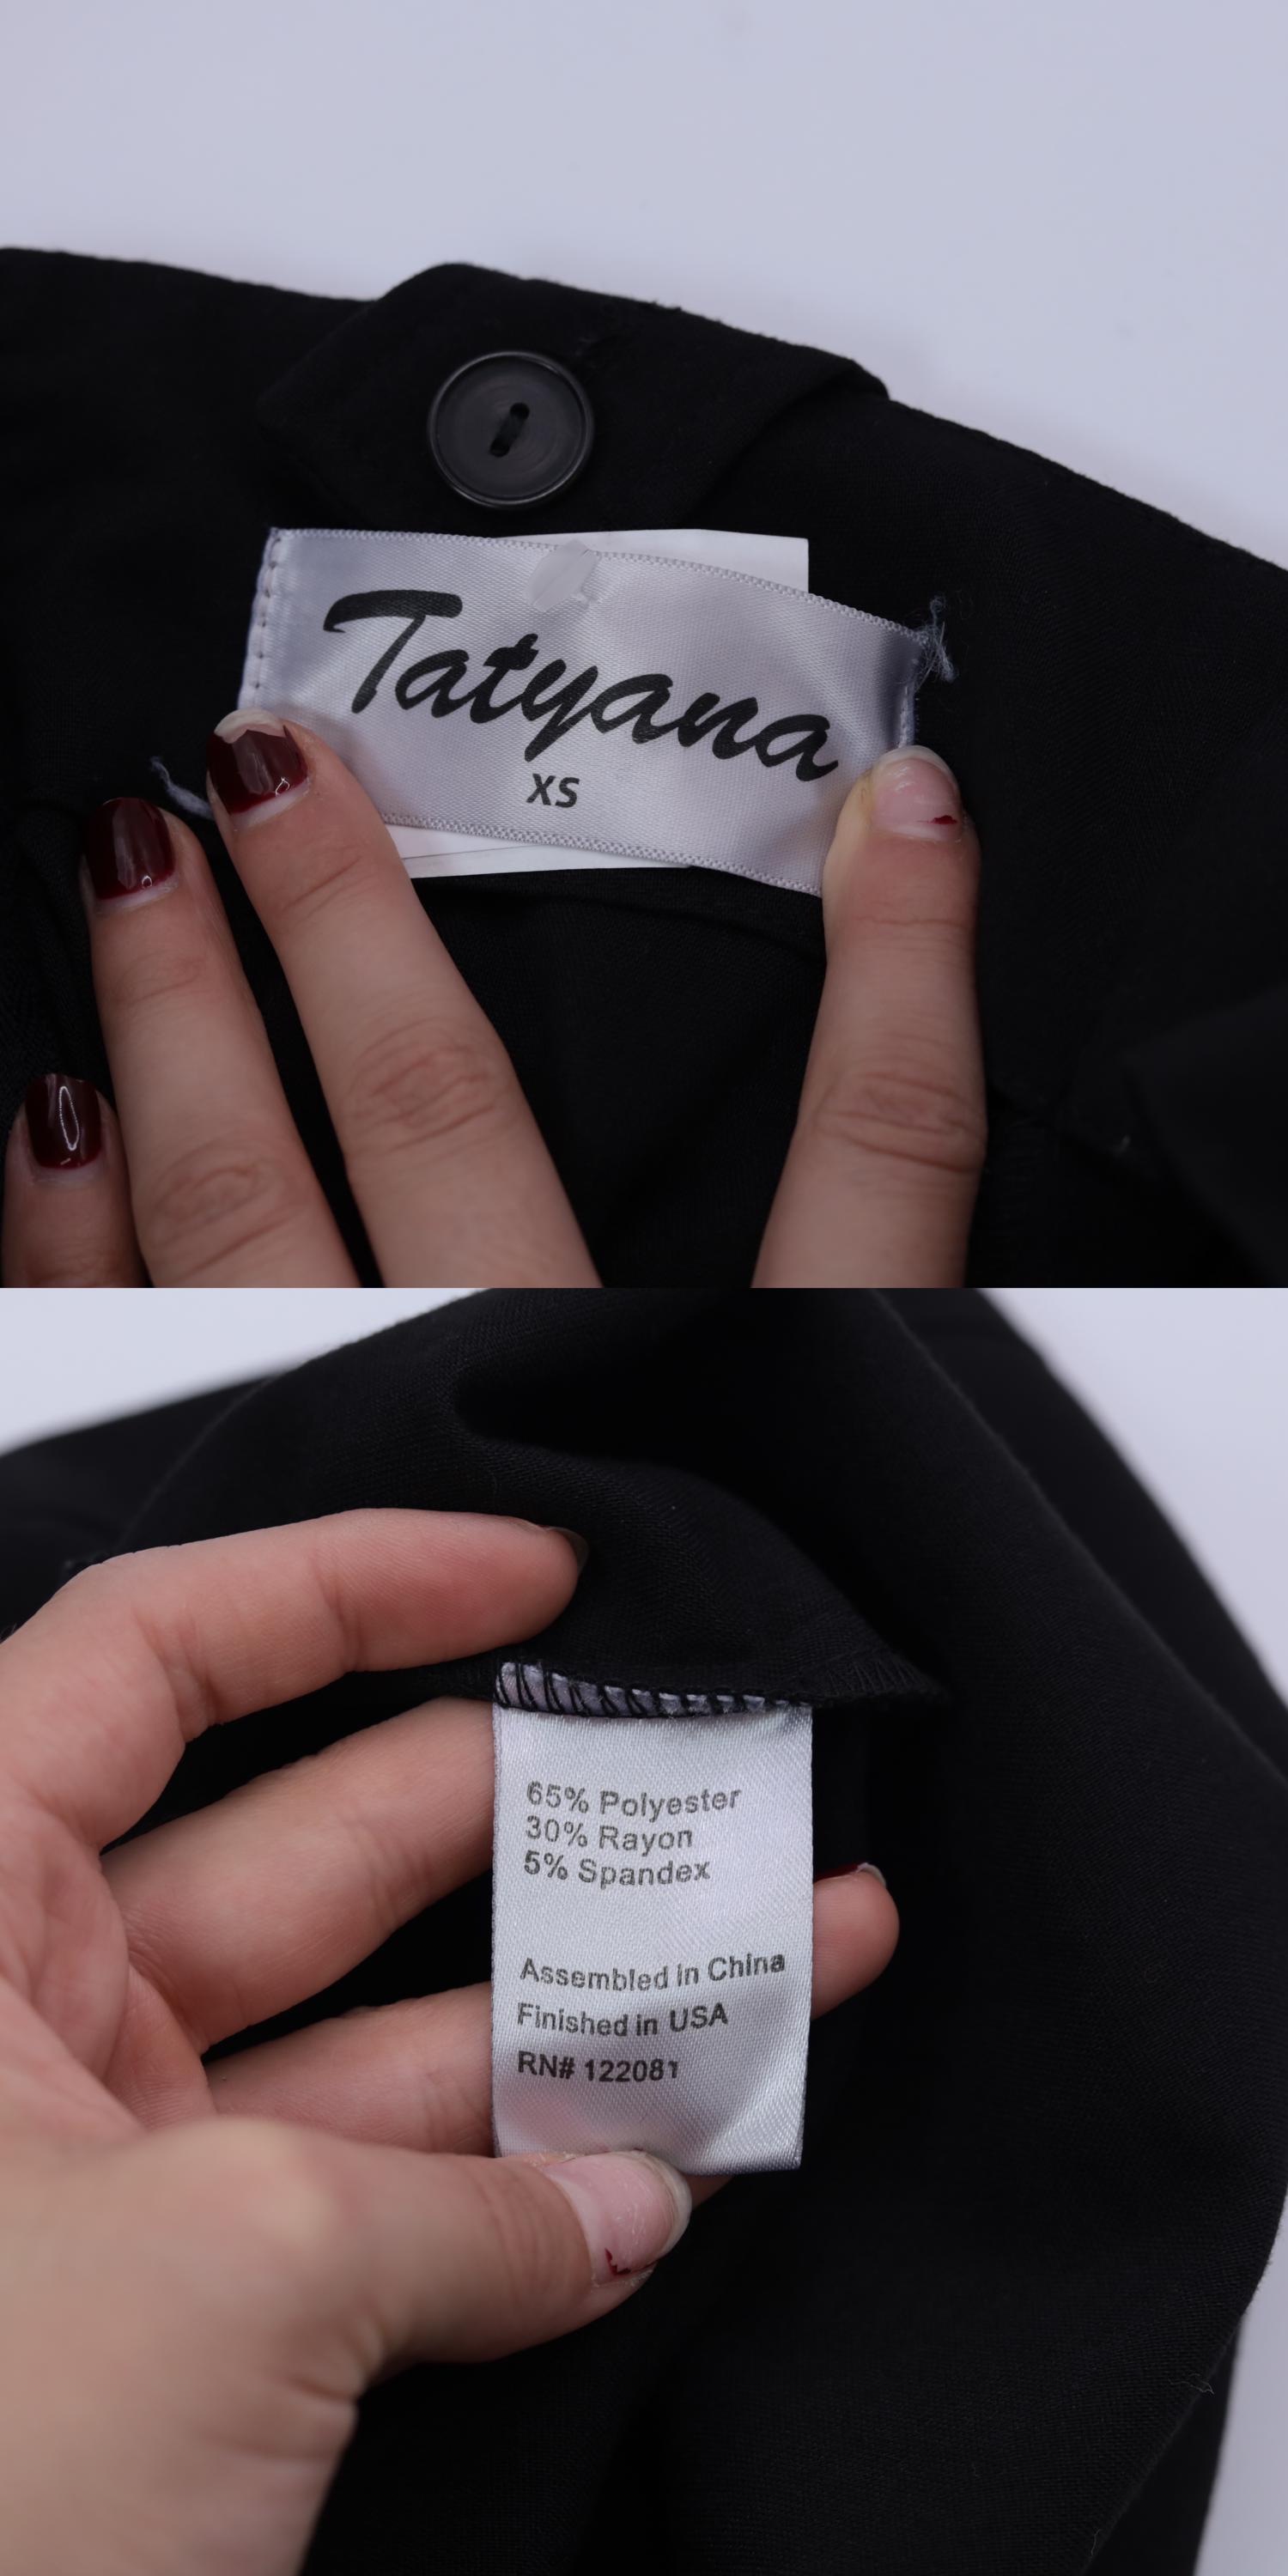 Tatyana
XS
65% Polyester
30% Rayon
5% Spandex
Assembled in China
Finished in USA
RN# 122081